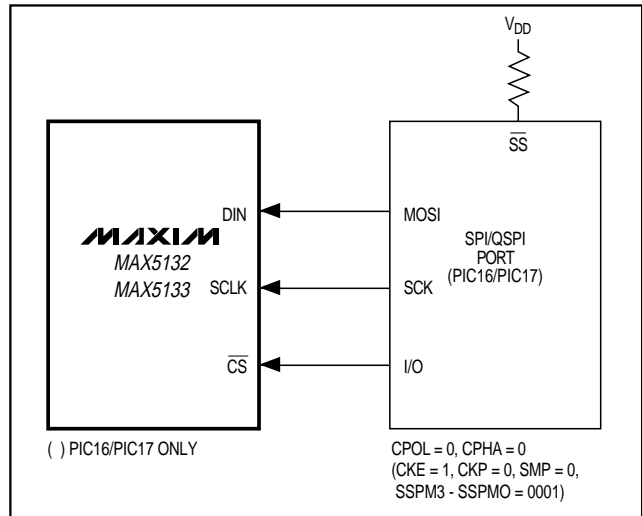 VDD
SS
DIN
MOSI
MAXIM
MAX5132
MAX5133
SPI/QSPI
PORT
(PIC16/PIC17)
SCLK
SCK
CS
I/O
( ) PIC16/PIC17 ONLY
CPOL = 0, CPHA = 0
(CKE = 1, CKP = 0, SMP = 0,
SSPM3 - SSPMO = 0001)